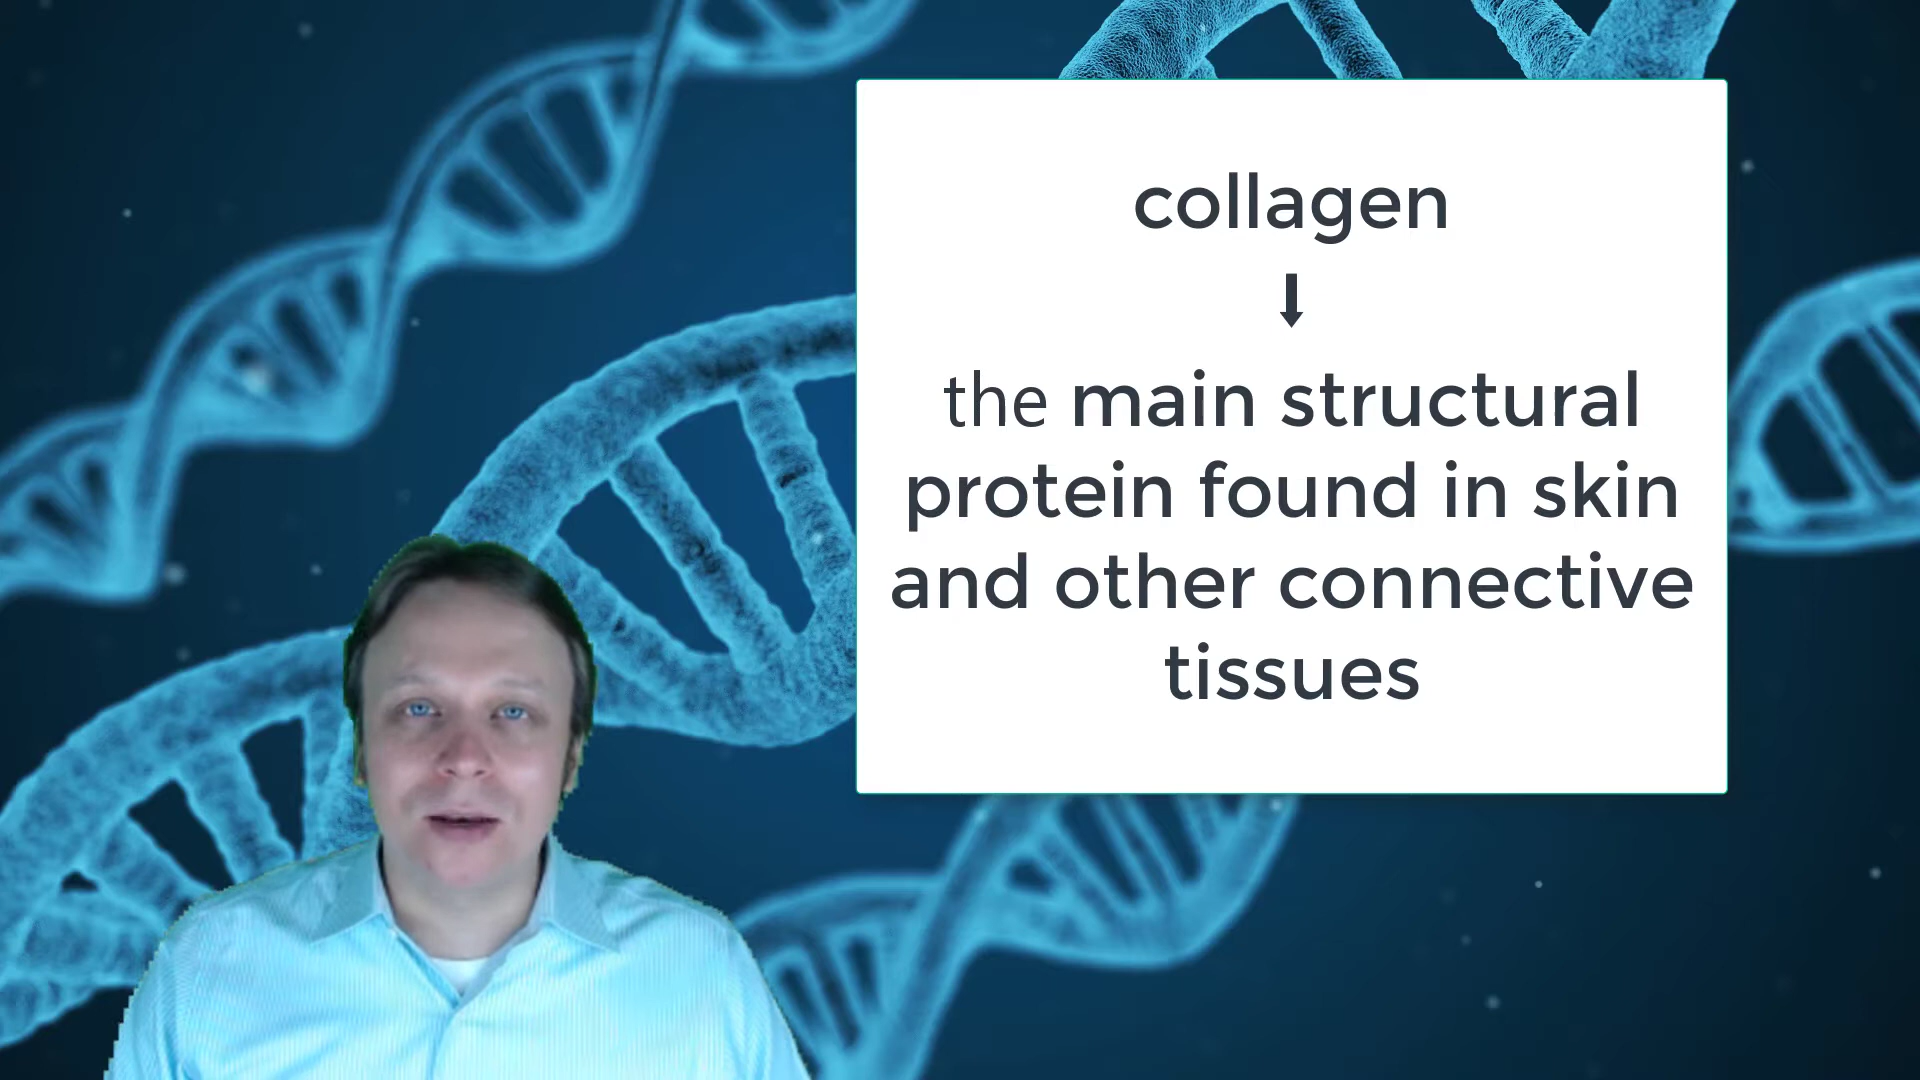 collagen
the main structural
protein found in skin
and other connective
tissues